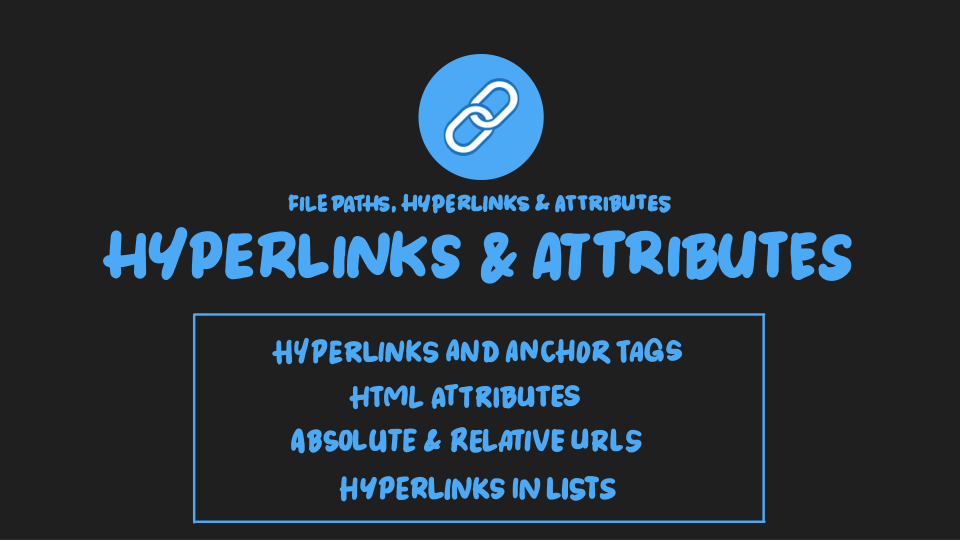 FILE PATHS, HYPERLINKS & ATTRIBUTES
HYPERLINKS & ATTRIBUTES
HYPERLINKS AND ANCHOR TAGS
HTML ATTRIBUTES
ABSOLUTE & RELATIVE URLS
HYPERLINKS IN LISTS